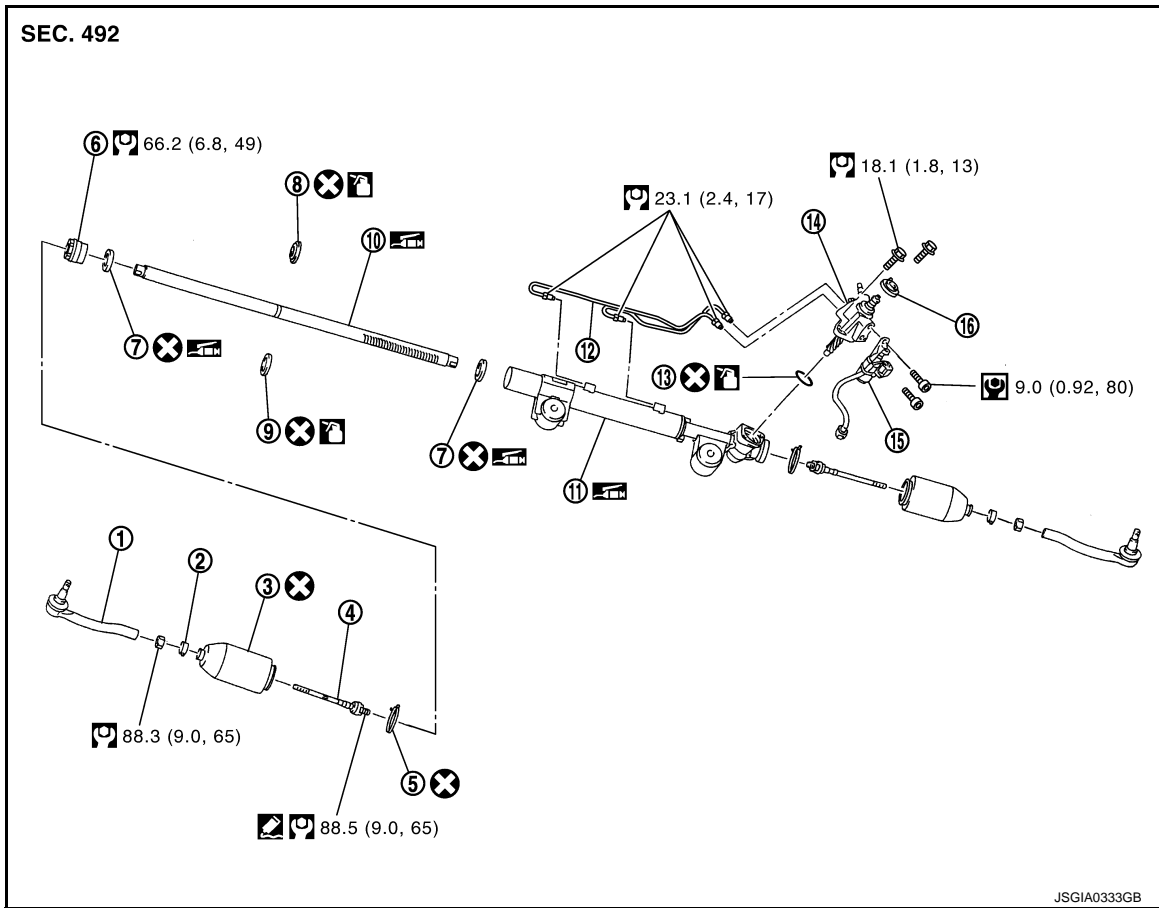 SEC. 492
⑥ 66.2 (6.8, 49)
⑧
18.1 (1.8, 13)
23.1 (2.4, 17)
⑭
⑩
⑯
⑦
⑫
⑬
9.0 (0.92, 80)
⑨
⑦
⑮
⑪
①
②
③
④
88.3 (9.0, 65)
⑤
88.5 (9.0, 65)
JSGIA0333GB